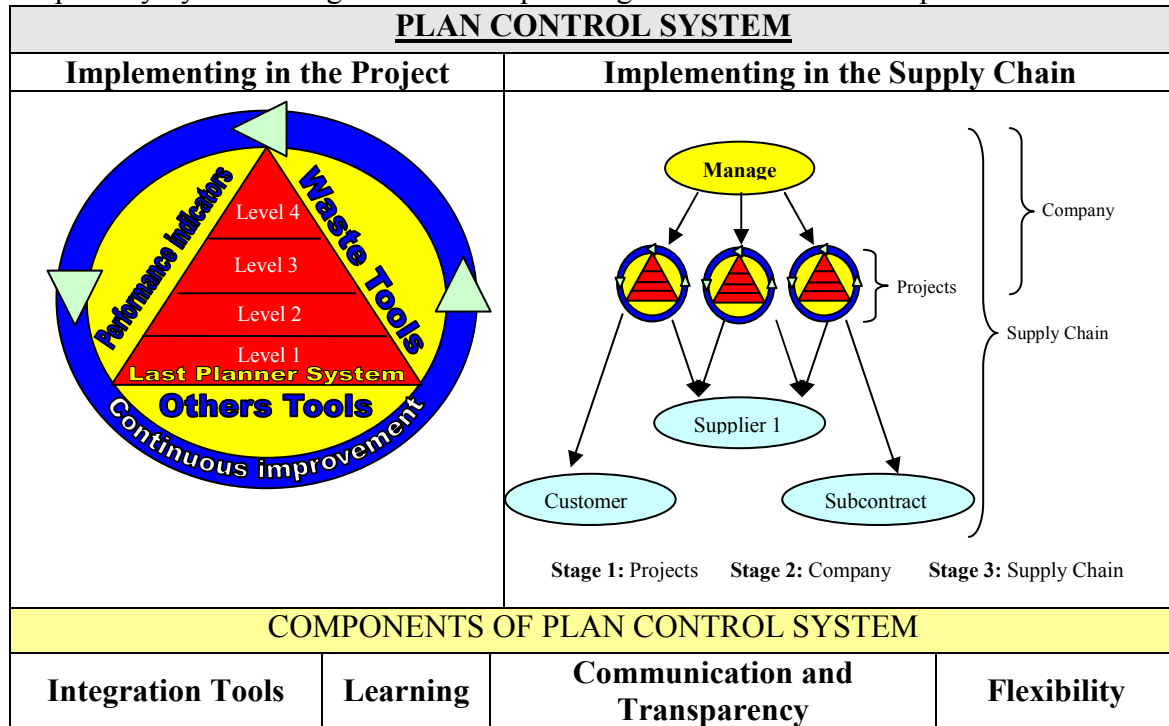 PLAN CONTROL SYSTEM
Implementing in the Project
Implementing in the Supply Chain
Performance Indicators
Waste Tools
Level 4
Level 3
Level 2
Level 1
Last Planner System
Others Tools
Continuous improvement
Manage
Company
Projects
Supply Chain
Supplier 1
Customer
Subcontract
Stage 1: Projects Stage 2: Company Stage 3: Supply Chain
COMPONENTS OF PLAN CONTROL SYSTEM
Integration Tools
Learning
Communication and
Transparency
Flexibility